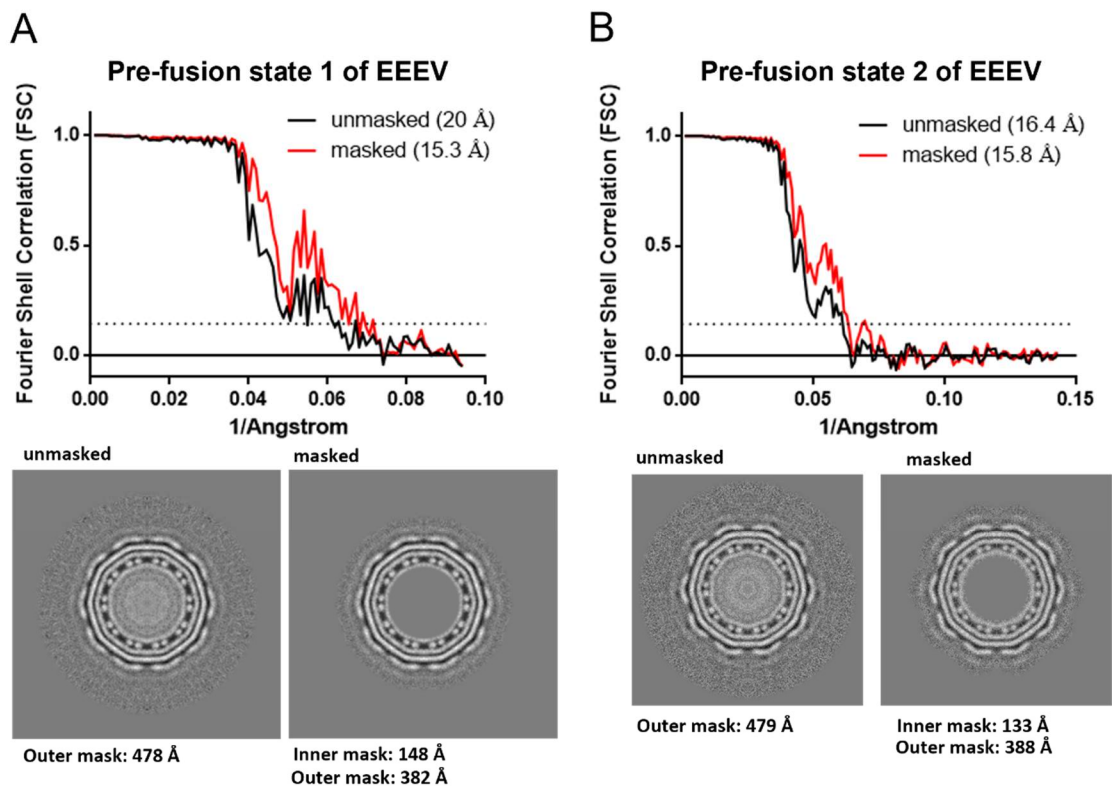 A
Pre-fusion state 1 of EEEV
Fourier Shell Correlation (FSC)
1.0
0.5
0.0
unmasked (20 Å)
masked (15.3 Å)
0.00 0.02 0.04 0.06 0.08 0.10
1/Angstrom
unmasked
masked
Outer mask: 478 Å
Inner mask: 148 Å
Outer mask: 382 Å
B
Pre-fusion state 2 of EEEV
Fourier Shell Correlation (FSC)
1.0
0.5
0.0
unmasked (16.4 Å)
masked (15.8 Å)
0.00 0.05 0.10 0.15
1/Angstrom
unmasked
masked
Outer mask: 479 Å
Inner mask: 133 Å
Outer mask: 388 Å